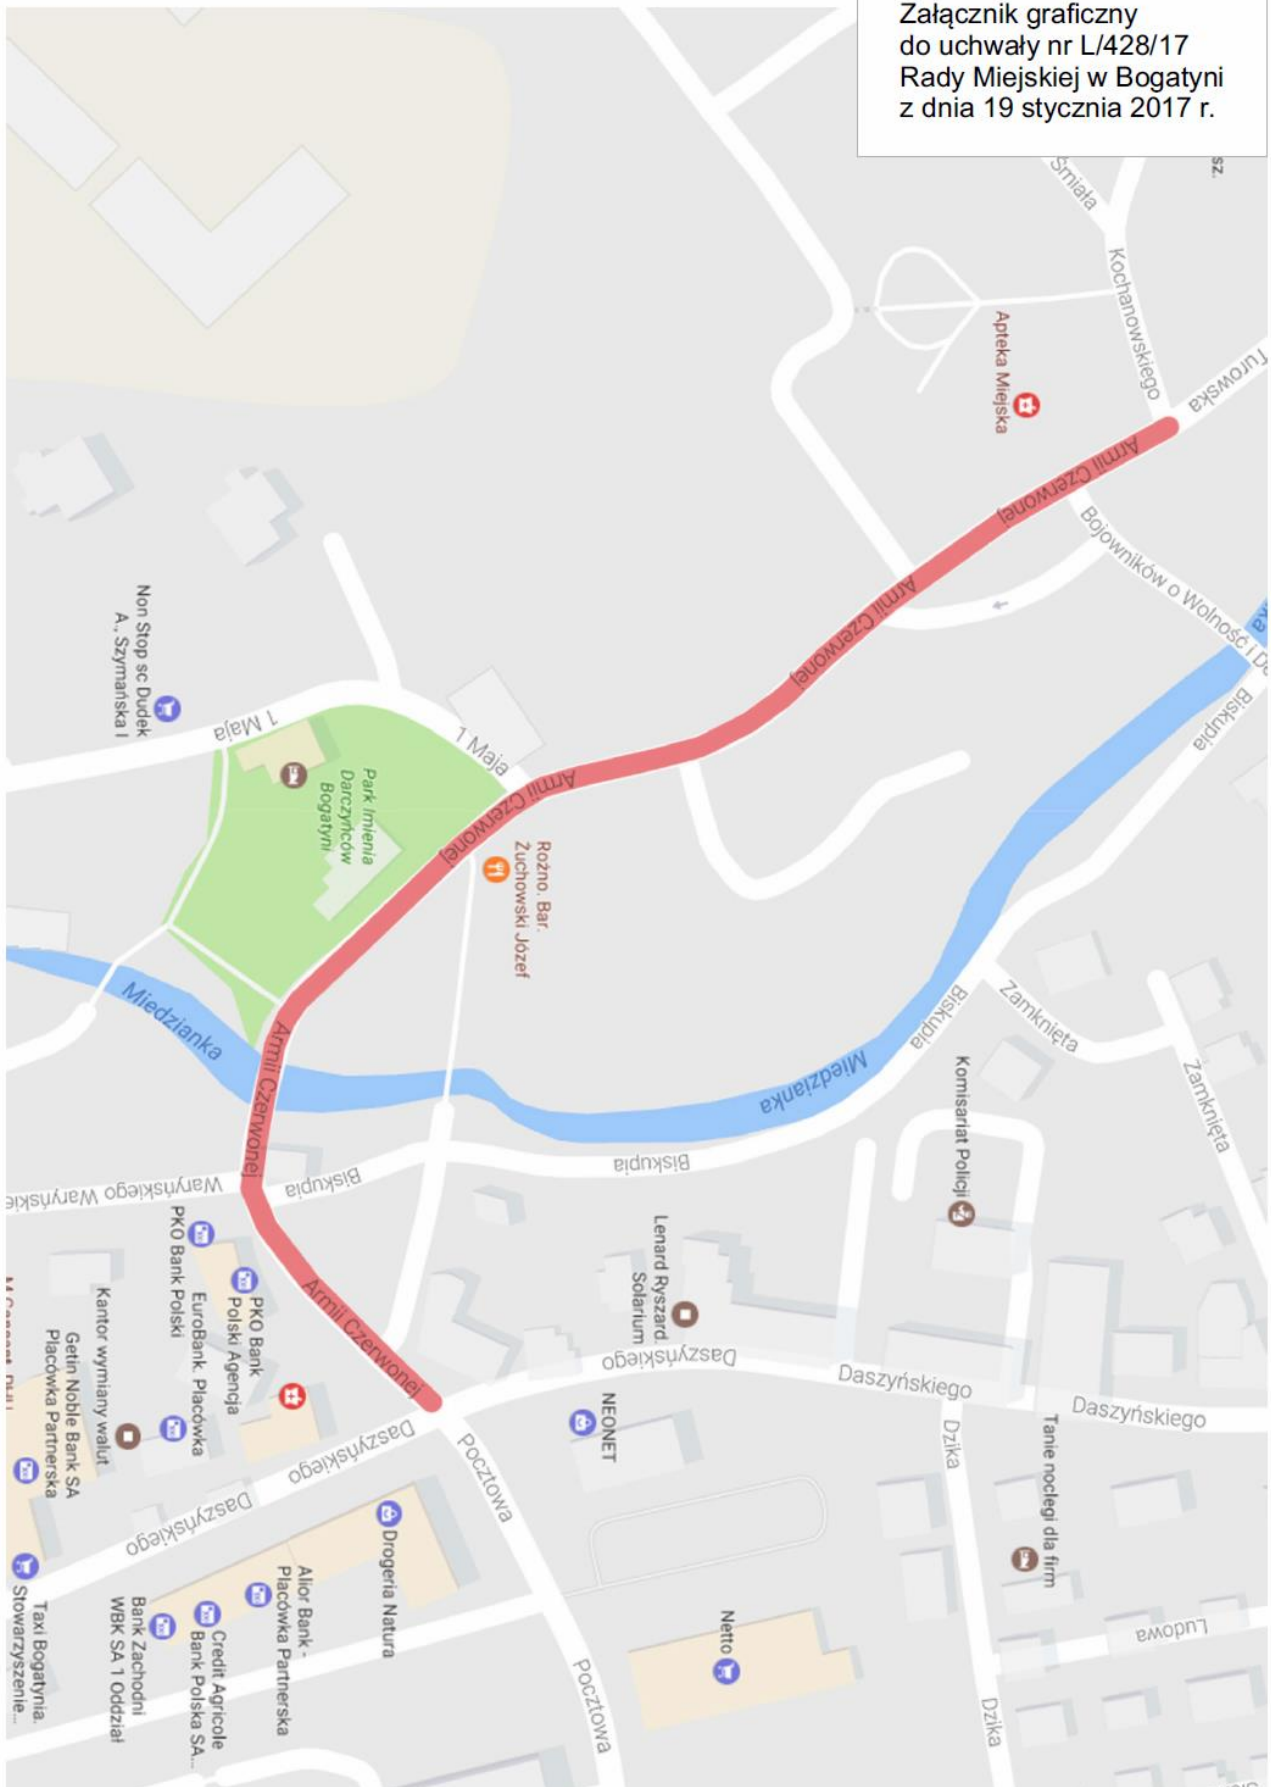 Załącznik graficzny
do uchwały nr L/428/17
Rady Miejskiej w Bogatyni
z dnia 19 stycznia 2017 r.
sz.
Śmiała
Kochanowskiego
Turowska
Apteka Miejska
Armii Czerwonej
Armii Czerwonej
Bojowników o Wolność i De
Biskupia
Non Stop sc Dudek
A., Szymańska I
1 Maja
1 Maja
Park Imienia
Darczyńców
Bogatyni
Armii Czerwonej
Rożno. Bar.
Żuchowski Józef
Miedzianka
Armii Czerwonej
Miedzianka
Biskupia
Zamknięta
Zamknięta
Komisariat Policji
Waryńskiego
Biskupia
Biskupia
PKO Bank Polski
PKO Bank
Polski Agencja
EuroBank. Placówka
Kantor wymiany walut
Getin Noble Bank SA
Placówka Partnerska
Armii Czerwonej
Lenard Ryszard.
Solarium
Daszyńskiego
Daszyńskiego
Daszyńskiego
NEONET
Daszyńskiego
Daszyńskiego
Pocztowa
Dzika
Tanie noclegi dla firm
Drogeria Natura
Alior Bank -
Placówka Partnerska
Credit Agricole
Bank Polska SA...
Bank Zachodni
WBK SA 1 Oddział
Taxi Bogatynia.
Stowarzyszenie...
Netto
Ludowa
Pocztowa
Dzika